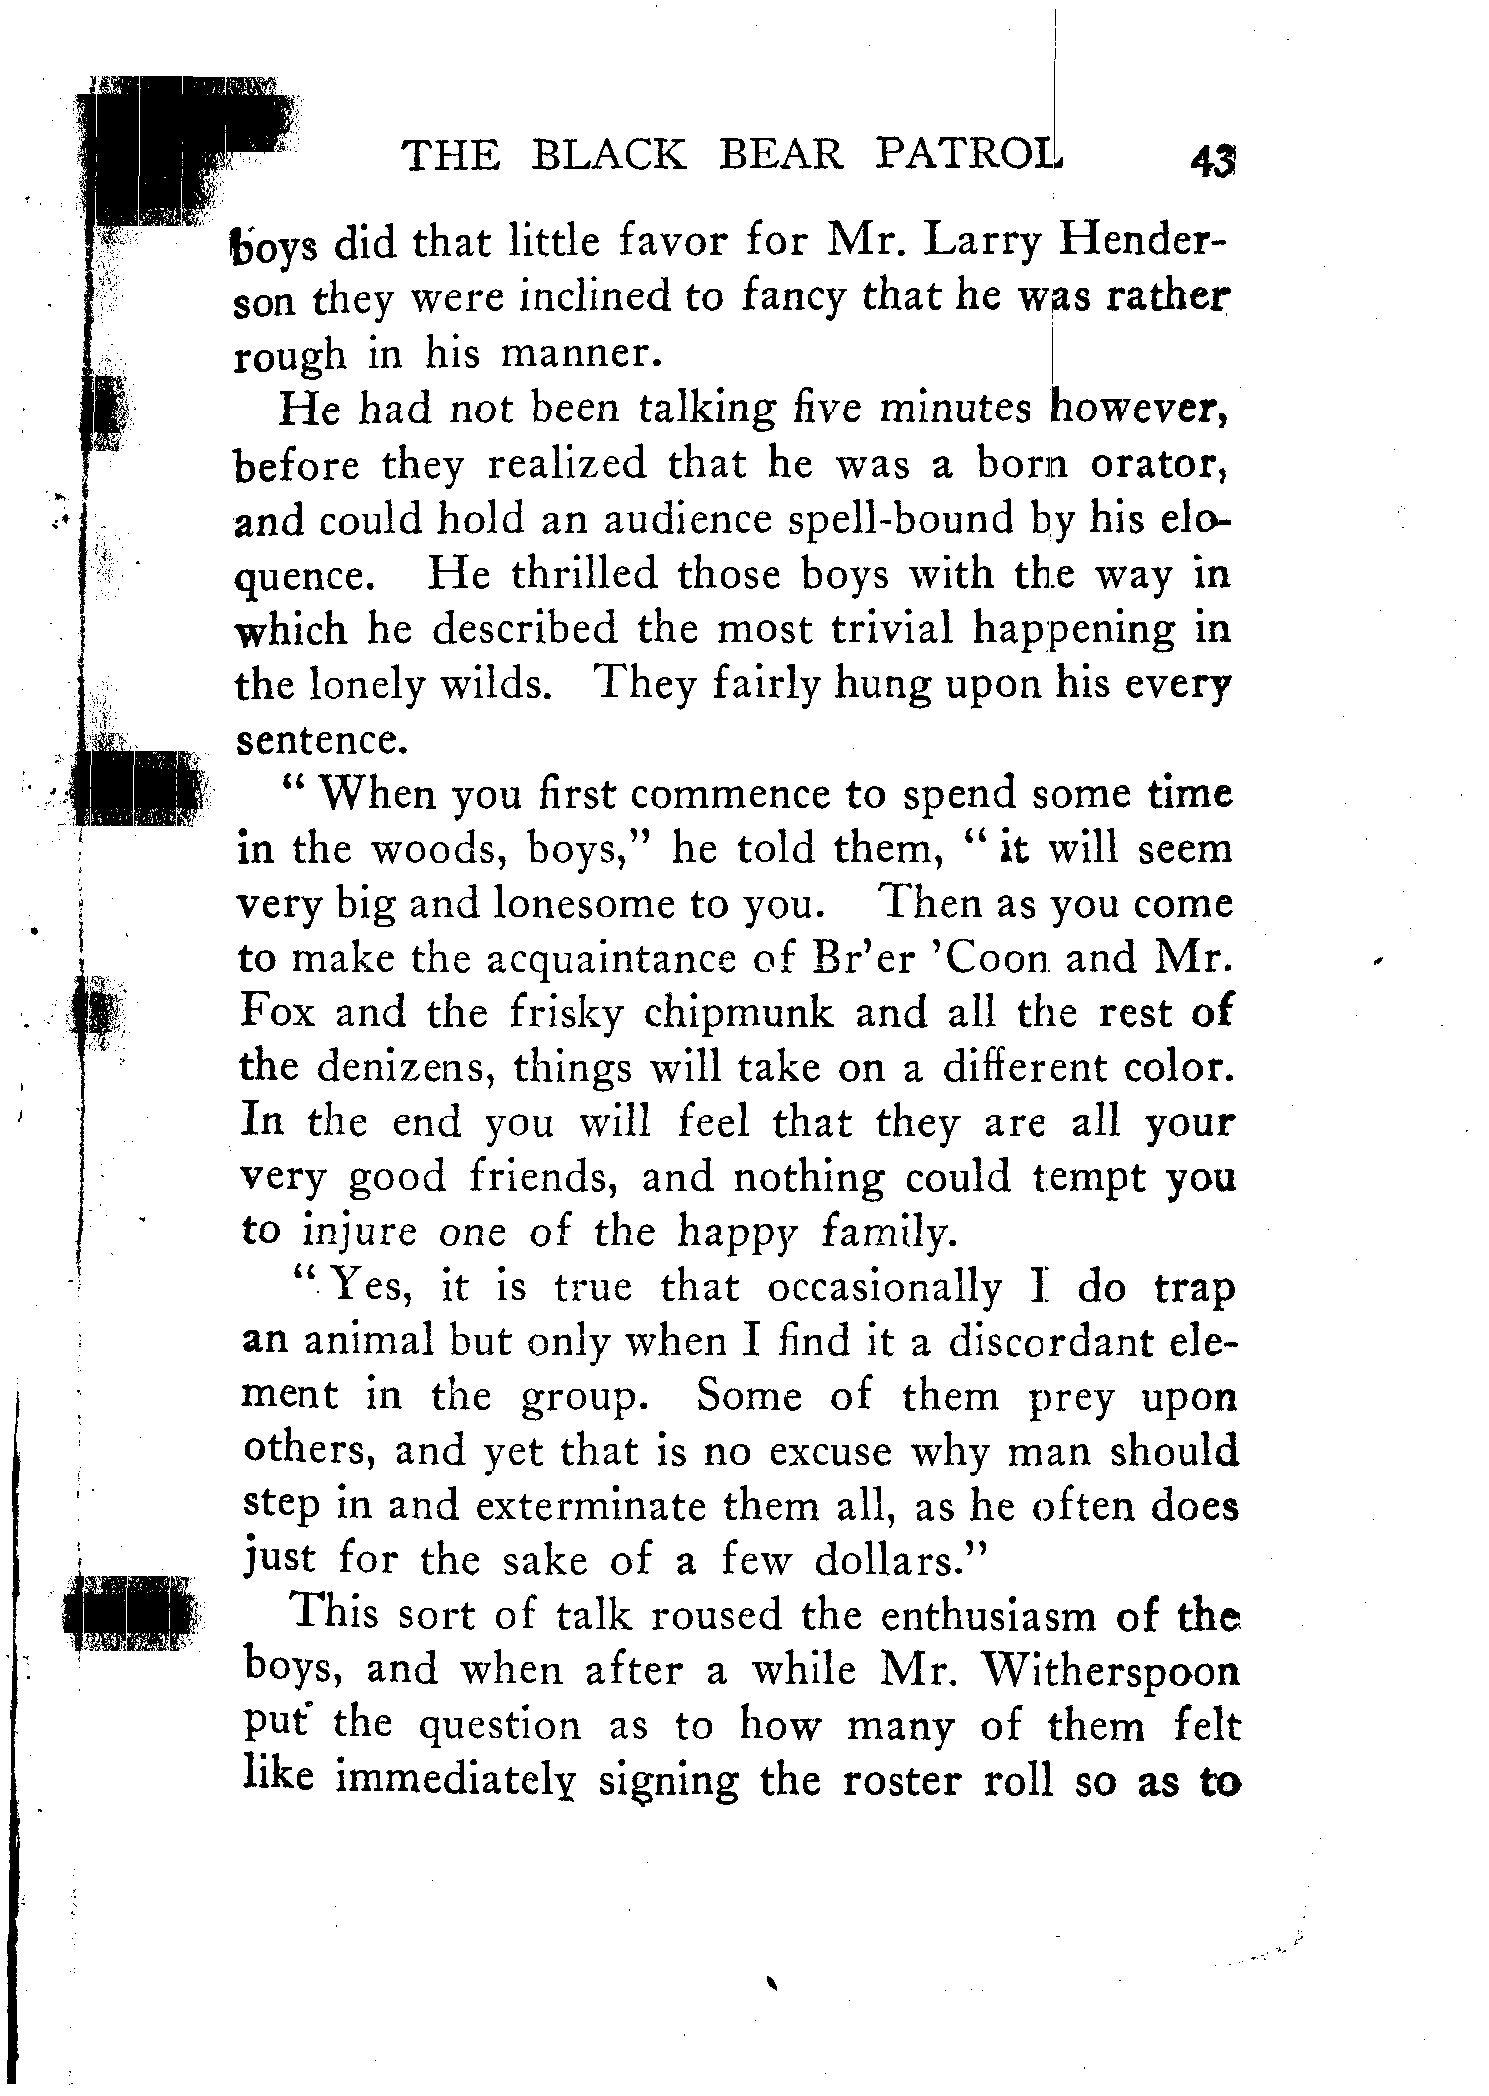 THE BLACK BEAR PATROL 43
boys did that little favor for Mr. Larry Hender-
son they were inclined to fancy that he was rather
rough in his manner.
He had not been talking five minutes however,
before they realized that he was a born orator,
and could hold an audience spell-bound by his elo-
quence. He thrilled those boys with the way in
which he described the most trivial happening in
the lonely wilds. They fairly hung upon his every
sentence.
" When you first commence to spend some time
in the woods, boys," he told them, " it will seem
very big and lonesome to you. Then as you come
to make the acquaintance of Br'er 'Coon and Mr.
Fox and the frisky chipmunk and all the rest of
the denizens, things will take on a different color.
In the end you will feel that they are all your
very good friends, and nothing could tempt you
to injure one of the happy family.
" Yes, it is true that occasionally I do trap
an animal but only when I find it a discordant ele-
ment in the group. Some of them prey upon
others, and yet that is no excuse why man should
step in and exterminate them all, as he often does
just for the sake of a few dollars."
This sort of talk roused the enthusiasm of the
boys, and when after a while Mr. Witherspoon
put the question as to how many of them felt
like immediately signing the roster roll so as to